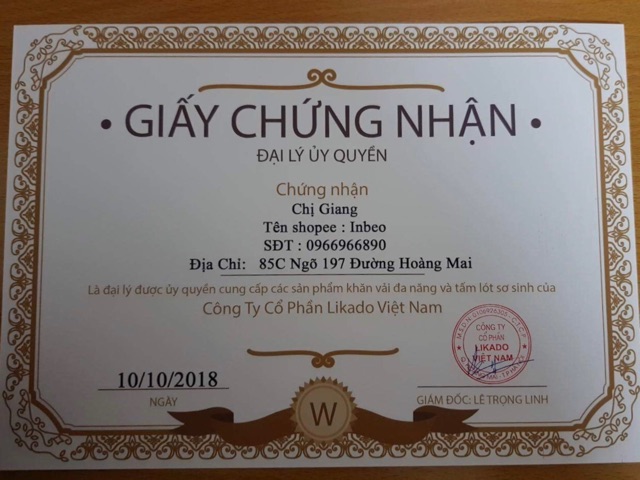 • GIẤY CHỨNG NHẬN •
ĐẠI LÝ ỦY QUYỀN
Chứng nhận
Chị Giang
Tên shopee : Inbeo
SĐT : 0966966890
Địa Chỉ: 85C Ngõ 197 Đường Hoàng Mai
Là đại lý được ủy quyền cung cấp các sản phẩm khăn vải đa năng và tấm lót sơ sinh của
Công Ty Cổ Phần Likado Việt Nam
CÔNG TY
CỔ PHẦN
LIKADO
VIỆT NAM
10/10/2018
NGÀY
W
GIÁM ĐỐC: LÊ TRỌNG LINH